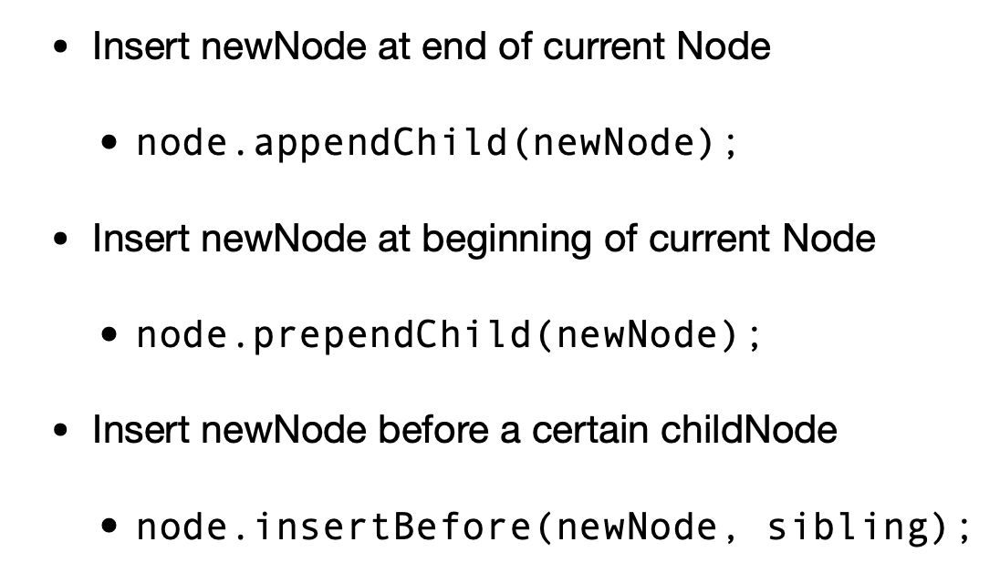 • Insert newNode at end of current Node
• node.appendChild(newNode);
• Insert newNode at beginning of current Node
• node.prependChild(newNode);
• Insert newNode before a certain childNode
• node.insertBefore(newNode, sibling);